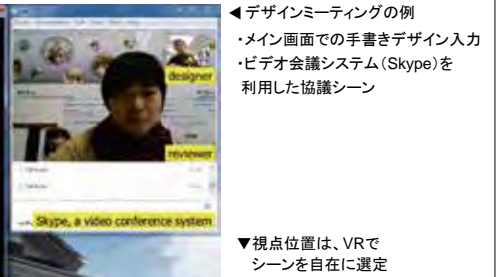 designer
reviewer
Skype, a video conference system
◀デザインミーティングの例
・メイン画面での手書きデザイン入力
・ビデオ会議システム(Skype)を
利用した協議シーン
▼視点位置は、VRで
シーンを自在に選定